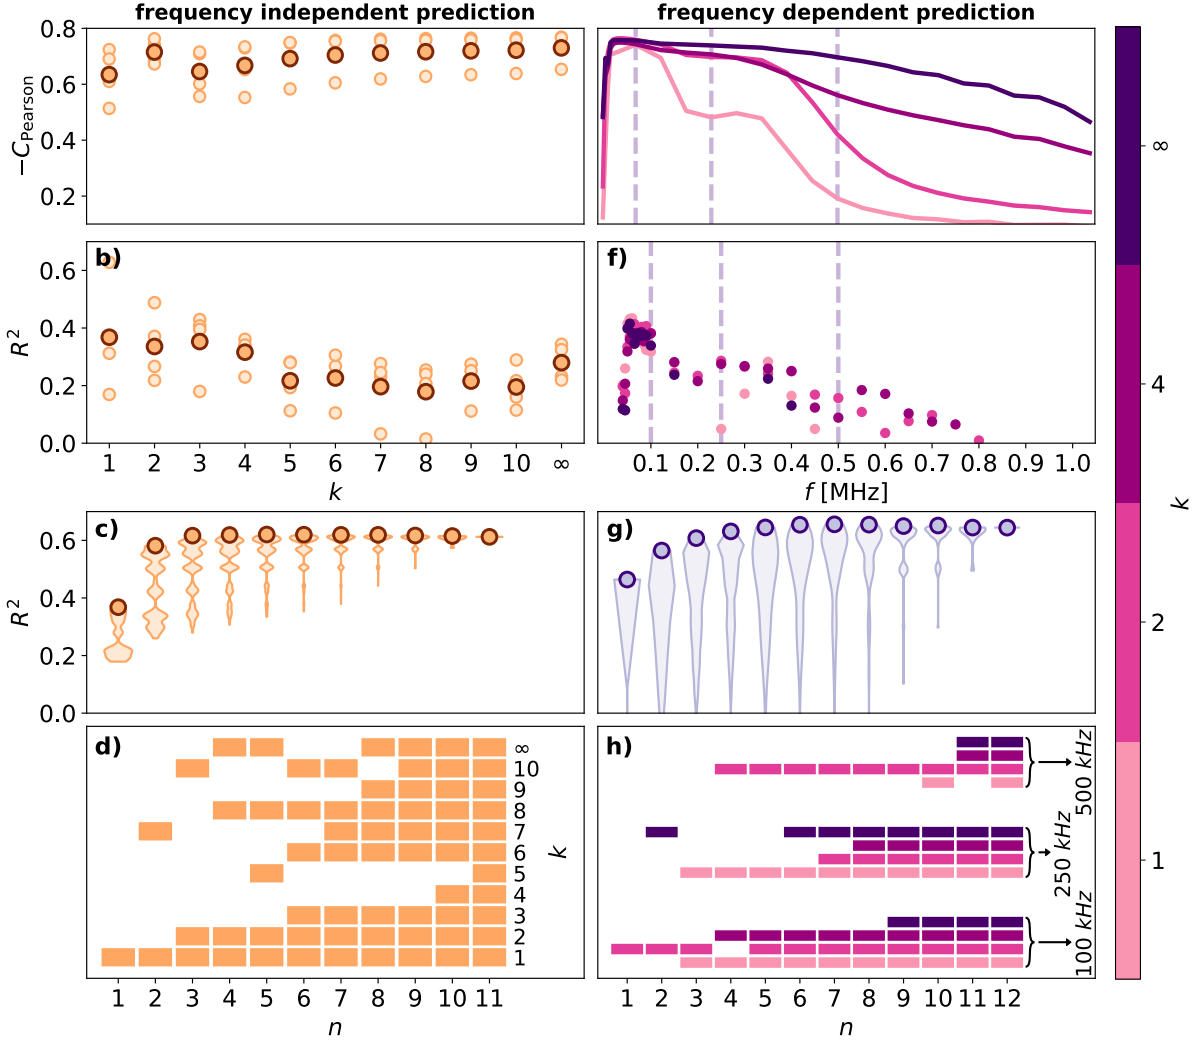 frequency independent prediction
frequency dependent prediction
0.8
0.6
0.4
0.2
−C_Pearson
b)
0.6
0.4
0.2
0.0
R²
1 2 3 4 5 6 7 8 9 10 ∞
k
f)
0.1 0.2 0.3 0.4 0.5 0.6 0.7 0.8 0.9 1.0
f [MHz]
c)
0.6
0.4
0.2
0.0
R²
g)
d)
∞
10
9
8
7
6
5
4
3
2
1
k
1 2 3 4 5 6 7 8 9 10 11
n
h)
500 kHz
250 kHz
100 kHz
1 2 3 4 5 6 7 8 9 10 11 12
n
∞
4
2
1
k